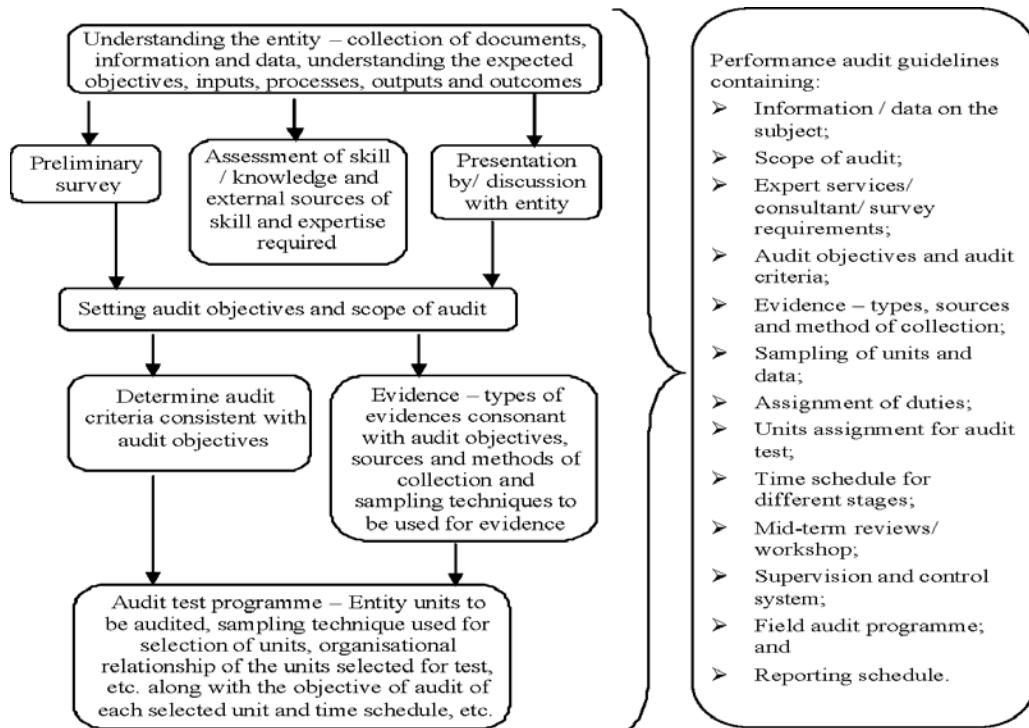 Understanding the entity – collection of documents,
information and data, understanding the expected
objectives, inputs, processes, outputs and outcomes
Preliminary
survey
Assessment of skill
/ knowledge and
external sources of
skill and expertise
required
Presentation
by/ discussion
with entity
Setting audit objectives and scope of audit
Determine audit
criteria consistent with
audit objectives
Evidence – types of
evidences consonant
with audit objectives,
sources and methods of
collection and
sampling techniques to
be used for evidence
Audit test programme – Entity units to
be audited, sampling technique used for
selection of units, organisational
relationship of the units selected for test,
etc. along with the objective of audit of
each selected unit and time schedule, etc.
Performance audit guidelines
containing:
➢ Information / data on the
subject;
➢ Scope of audit;
➢ Expert services/
consultant/ survey
requirements;
➢ Audit objectives and audit
criteria;
➢ Evidence – types, sources
and method of collection;
➢ Sampling of units and
data;
➢ Assignment of duties;
➢ Units assignment for audit
test;
➢ Time schedule for
different stages;
➢ Mid-term reviews/
workshop;
➢ Supervision and control
system;
➢ Field audit programme;
and
➢ Reporting schedule.